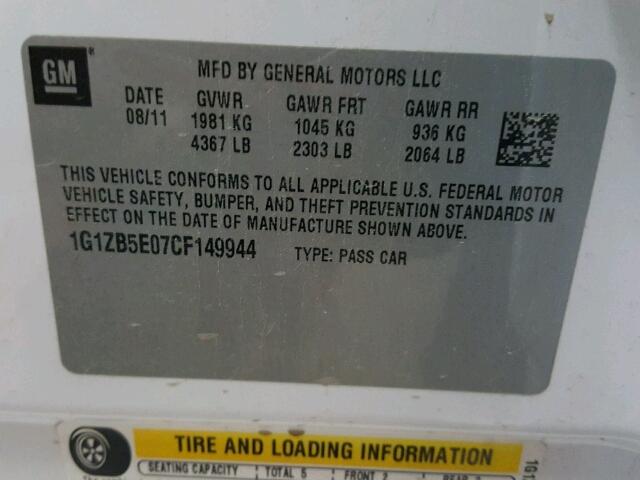 GM ® MFD BY GENERAL MOTORS LLC
DATE GVWR GAWR FRT GAWR RR
08/11 1981 KG 1045 KG 936 KG
4367 LB 2303 LB 2064 LB
THIS VEHICLE CONFORMS TO ALL APPLICABLE U.S. FEDERAL MOTOR
VEHICLE SAFETY, BUMPER, AND THEFT PREVENTION STANDARDS IN
EFFECT ON THE DATE OF MANUFACTURE SHOWN ABOVE.
1G1ZB5E07CF149944 TYPE: PASS CAR
TIRE AND LOADING INFORMATION
SEATING CAPACITY TOTAL 5 FRONT 2
1G1